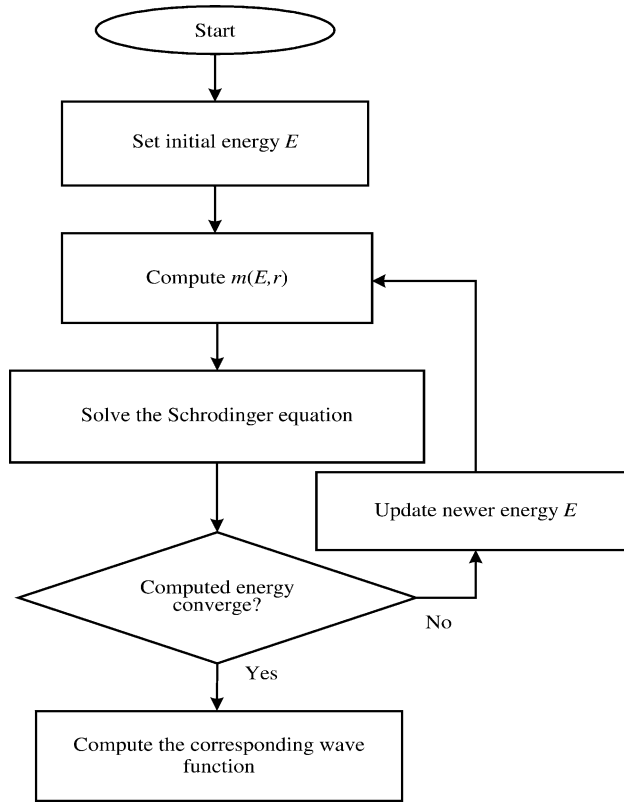 Start
Set initial energy E
Compute m(E,r)
Solve the Schrodinger equation
Update newer energy E
Computed energy
converge?
No
Yes
Compute the corresponding wave
function